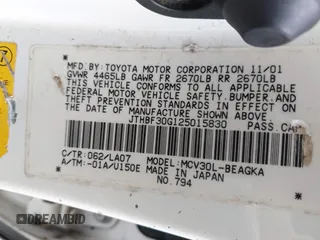 MFD.BY:TOYOTA MOTOR CORPORATION 11/01
GVWR 4465LB GAWR FR 2670LB RR 2670LB
THIS VEHICLE CONFORMS TO ALL APPLICABLE
FEDERAL MOTOR VEHICLE SAFETY, BUMPER, AND
THEFT PREVENTION STANDARDS IN EFFECT ON
THE DATE OF MANUFACTURE SHOWN ABOVE.
JTHBF30G125015830 PASS.CAR
C/TR:062/LA07 MODEL:MCV30L-BEAGKA
A/TM:-01A/U150E MADE IN JAPAN
NO.794
DREAMBID